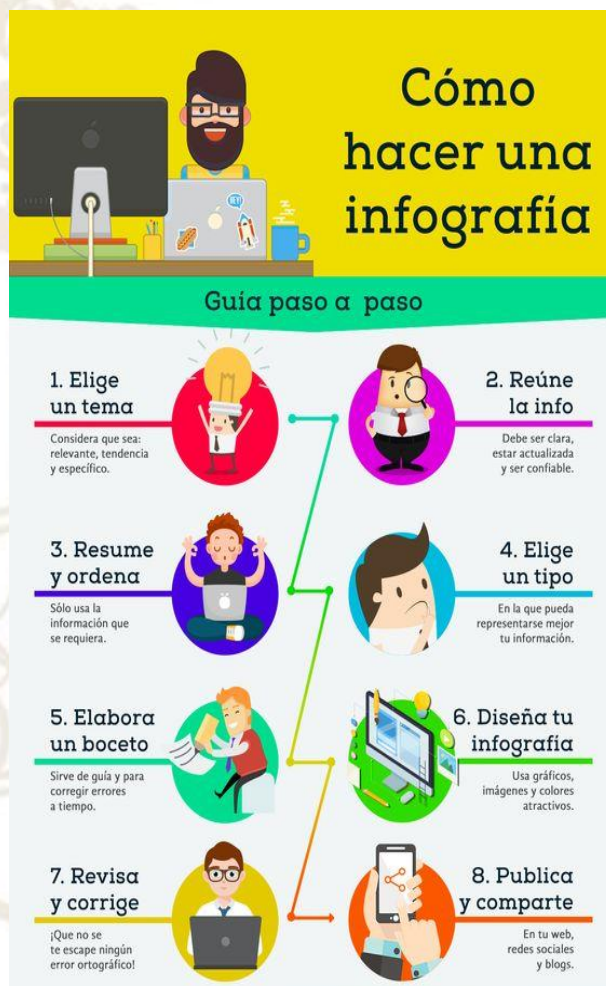 Cómo
hacer una
infografía
HEY!
Guía paso a paso
1. Elige
un tema
Considera que sea:
relevante, tendencia
y específico.
2. Reúne
la info
Debe ser clara,
estar actualizada
y ser confiable.
3. Resume
y ordena
Sólo usa la
información que
se requiera.
4. Elige
un tipo
En la que pueda
representarse mejor
tu información.
5. Elabora
un boceto
Sirve de guía y para
corregir errores
a tiempo.
6. Diseña tu
infografía
Usa gráficos,
imágenes y colores
atractivos.
7. Revisa
y corrige
¡Que no se
te escape ningún
error ortográfico!
8. Publica
y comparte
En tu web,
redes sociales
y blogs.